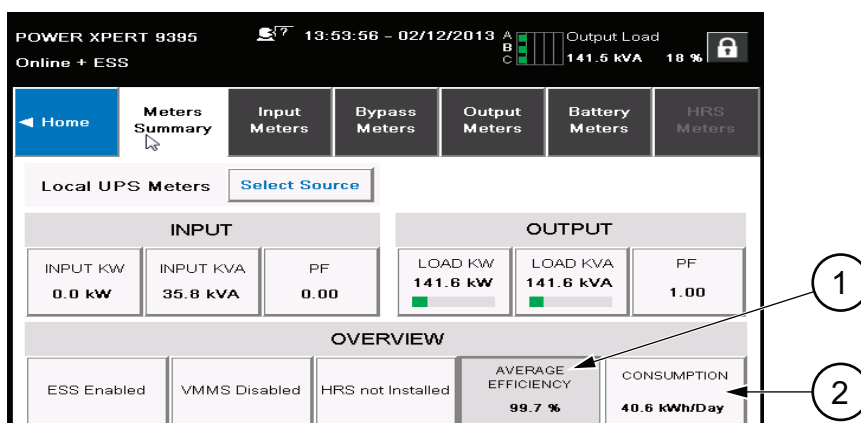 POWER XPERT 9395
? 13:53:56 - 02/12/2013
A
B
C
Output Load
Online + ESS
141.5 kVA 18 %
Home
Meters
Summary
Input
Meters
Bypass
Meters
Output
Meters
Battery
Meters
HRS
Meters
Local UPS Meters
Select Source
INPUT
OUTPUT
INPUT KW
0.0 kW
INPUT KVA
35.8 kVA
PF
0.00
LOAD KW
141.6 kW
LOAD KVA
141.6 kVA
PF
1.00
1
OVERVIEW
ESS Enabled
VMMS Disabled
HRS not Installed
AVERAGE
EFFICIENCY
99.7 %
CONSUMPTION
40.6 kWh/Day
2